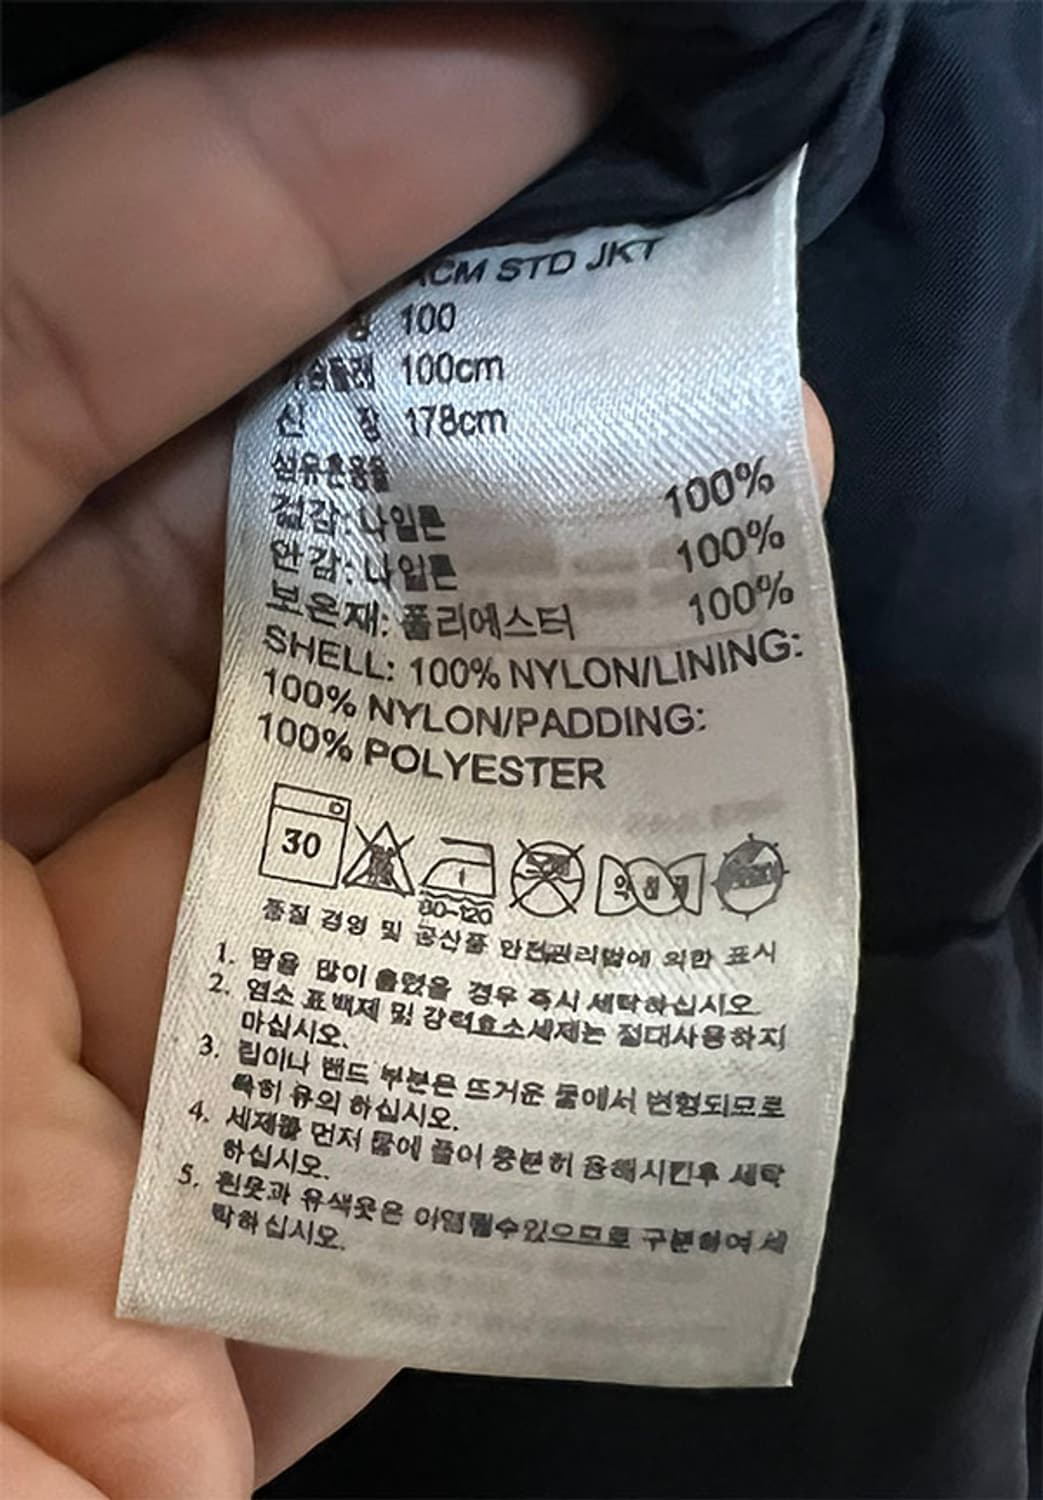 CM STD JKT
100
100cm
신 장 178cm
섬유혼용율
겉감: 나일론 100%
안감: 나일론 100%
보온재: 폴리에스터 100%
SHELL: 100% NYLON/LINING:
100% NYLON/PADDING:
100% POLYESTER
30
80-120
품질 경영 및 공산품 안전관리법에 의한 표시
1. 땀을 많이 흘렸을 경우 즉시 세탁하십시오.
2. 염소 표백제 및 강력효소세제는 절대사용하지
마십시오.
3. 립이나 밴드 부분은 뜨거운 물에서 변형되므로
특히 유의 하십시오.
4. 세제를 먼저 물에 풀어 충분히 용해시킨후 세탁
하십시오.
5. 흰옷과 유색옷은 이염될수있으므로 구분하여 세
탁하십시오.